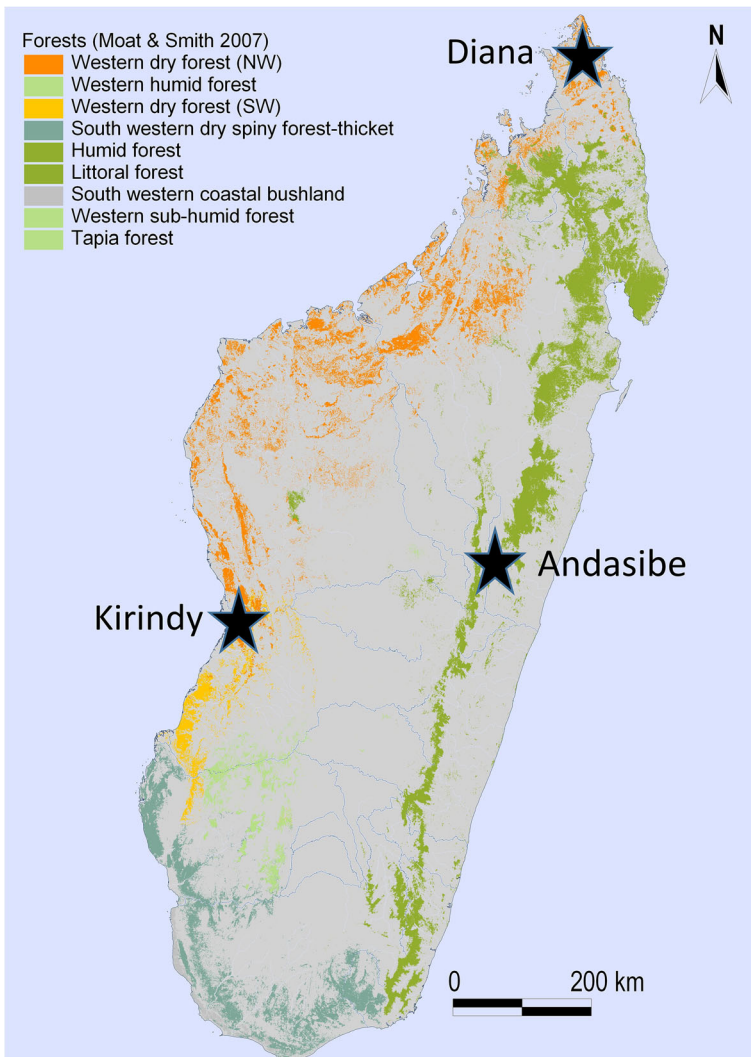 Forests (Moat & Smith 2007)
Western dry forest (NW)
Western humid forest
Western dry forest (SW)
South western dry spiny forest-thicket
Humid forest
Littoral forest
South western coastal bushland
Western sub-humid forest
Tapia forest
Diana
N
Andasibe
Kirindy
0 200 km